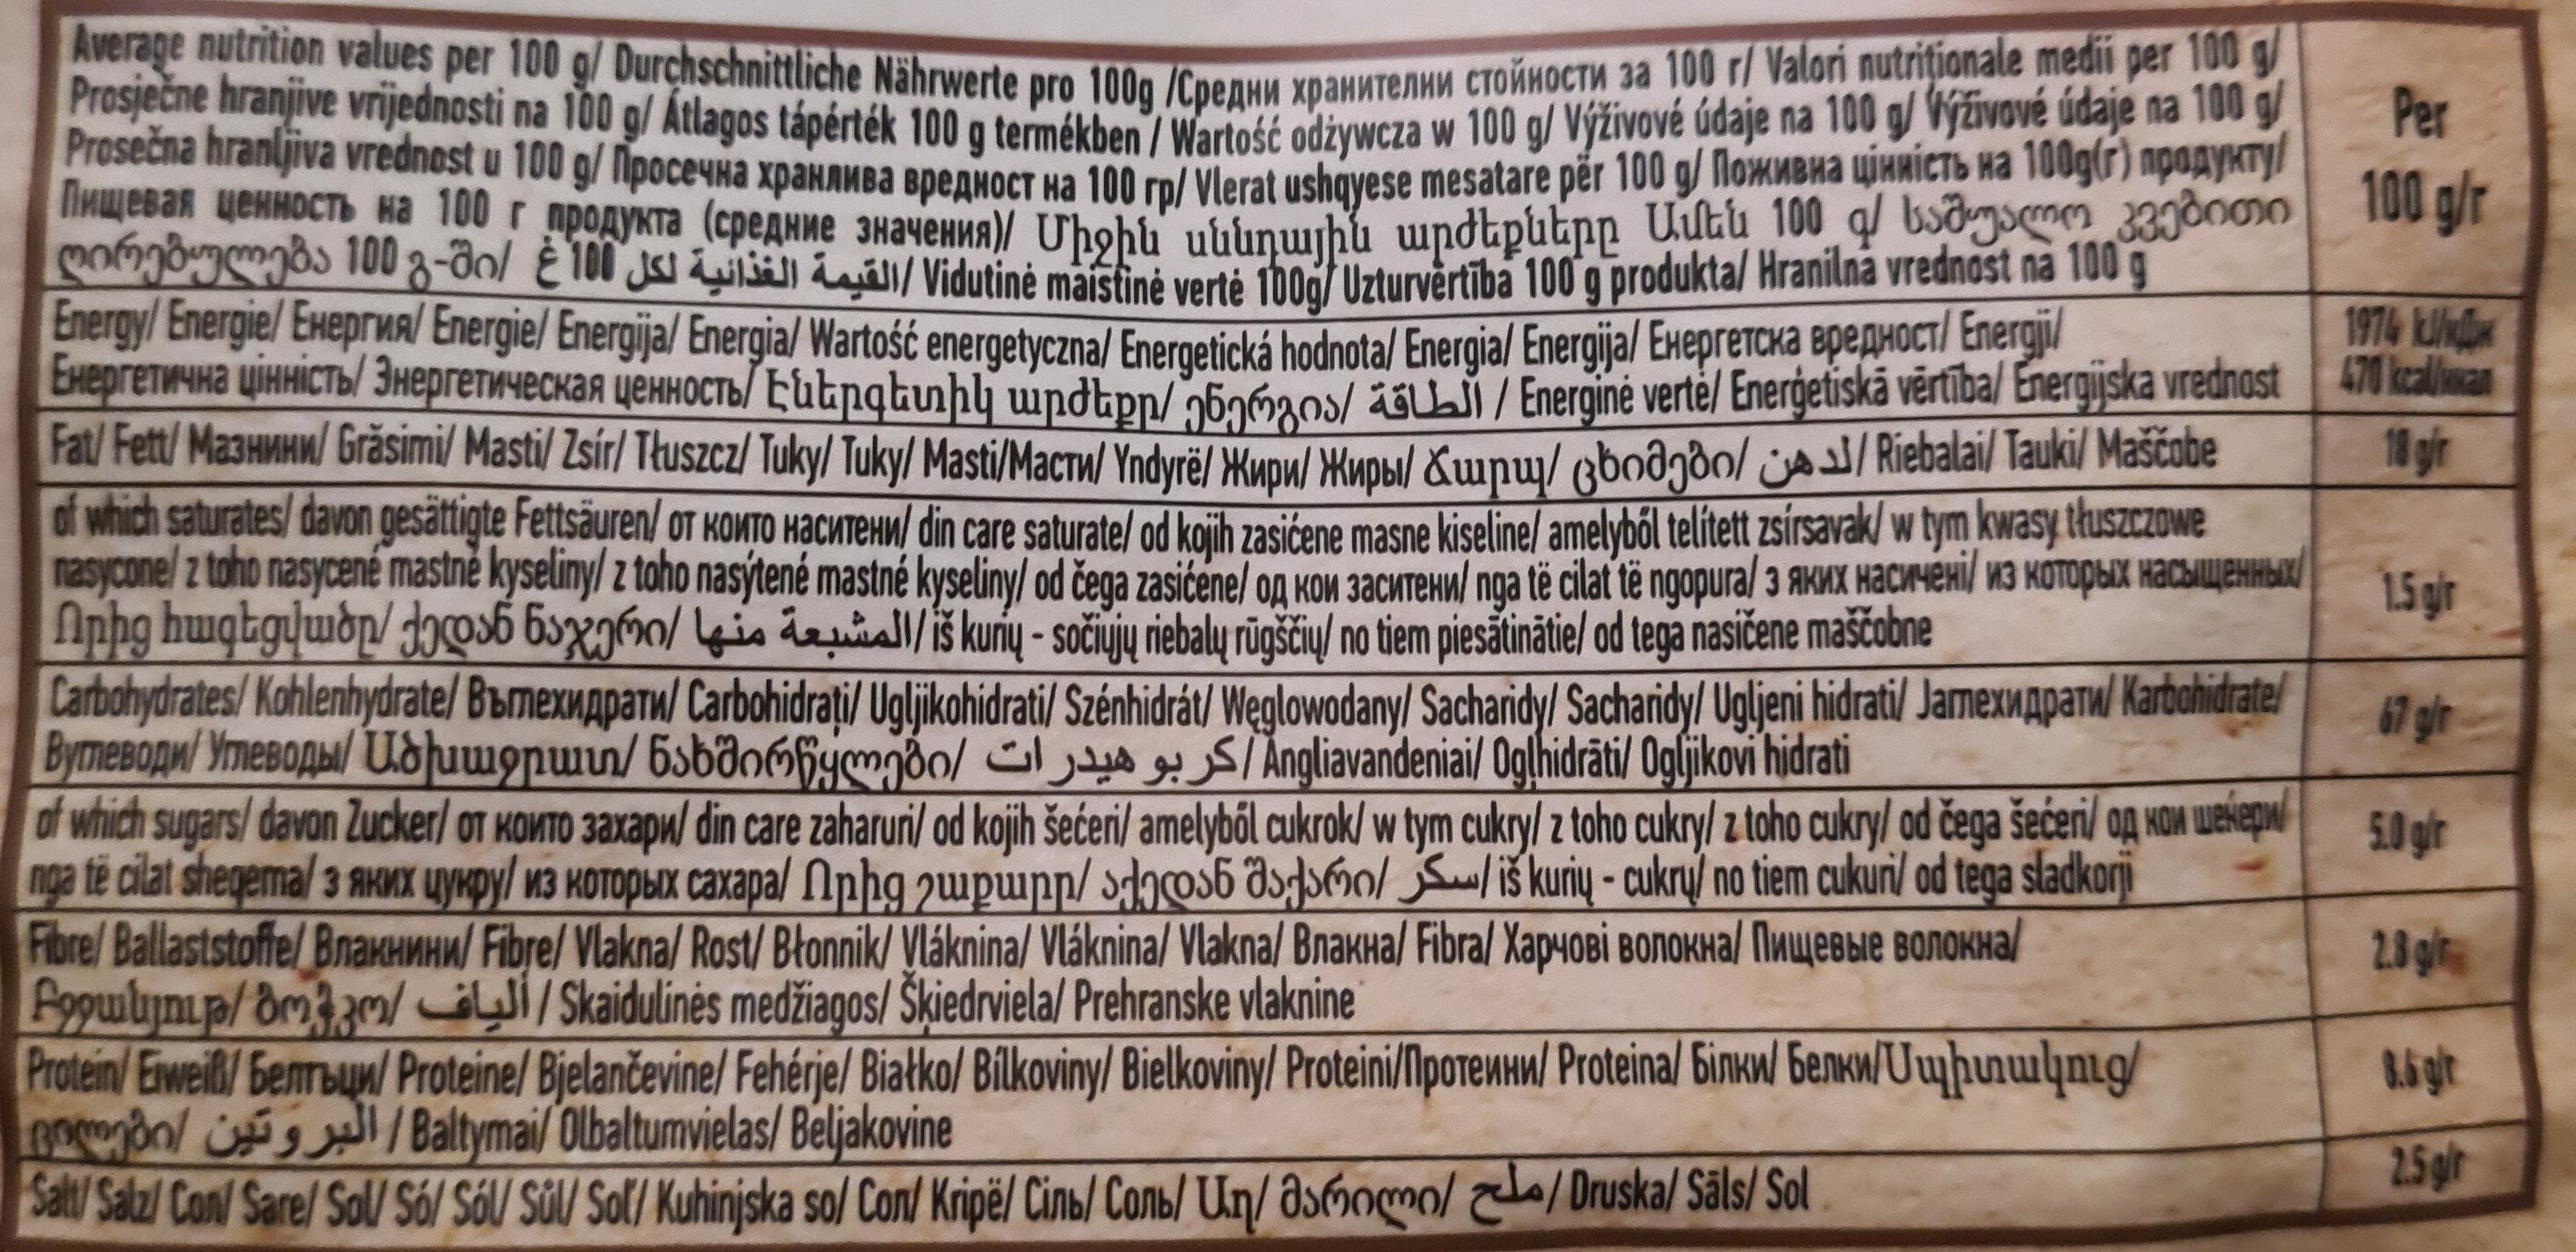 Average nutrition values per 100 g/ Durchschnittliche Nährwerte pro 100g /Средни хранителни стойности за 100 г/ Valori nutriționale medii per 100 g/
Prosječne hranjive vrijednosti na 100 g/ Átlagos tápérték 100 g termékben / Wartość odżywcza w 100 g/ Výživové údaje na 100 g/ Výživové údaje na 100 g/
Prosečna hranljiva vrednost u 100 g/ Просечна хранлива вредност на 100 гр/ Vlerat ushqyese mesatare për 100 g/ Поживна цінність на 100g(г) продукту/
Пищевая ценность на 100 г продукта (средние значения)/ Միջին սննդային արժեքները Ամեն 100 գ/ საშუალო კვებითი
ღირებულება 100 გ-ში/ القيمة الغذائية لكل 100 غ/ Vidutinė maistinė vertė 100g/ Uzturvērtība 100 g produkta/ Hranilna vrednost na 100 g
Per
100 g/г
Energy/ Energie/ Енергия/ Energie/ Energija/ Energia/ Wartość energetyczna/ Energetická hodnota/ Energia/ Energija/ Енергетска вредност/ Energji/
Енергетична цінність/ Энергетическая ценность/ Էներգետիկ արժեքը/ ენერგია/ الطاقة / Energinė vertė/ Enerģetiskā vērtība/ Energijska vrednost
1974 kJ/кДж
470 kcal/ккал
Fat/ Fett/ Мазнини/ Grăsimi/ Masti/ Zsír/ Tłuszcz/ Tuky/ Tuky/ Masti/Масти/ Yndyrë/ Жири/ Жиры/ Ճարպ/ ცხიმები/ الدهن/ Riebalai/ Tauki/ Maščobe
18 g/г
of which saturates/ davon gesättigte Fettsäuren/ от които наситени/ din care saturate/ od kojih zasićene masne kiseline/ amelyből telített zsírsavak/ w tym kwasy tłuszczowe
nasycone/ z toho nasycené mastné kyseliny/ z toho nasýtené mastné kyseliny/ od čega zasićene/ од кои заситени/ nga të cilat të ngopura/ з яких насичені/ из которых насыщенных/
Որից հագեցվածը/ ქედან ნაჯერი/ المشبعة منها/ iš kurių - sočiųjų riebalų rūgščių/ no tiem piesātinātie/ od tega nasičene maščobne
1.5 g/г
Carbohydrates/ Kohlenhydrate/ Въглехидрати/ Carbohidrați/ Ugljikohidrati/ Szénhidrát/ Węglowodany/ Sacharidy/ Sacharidy/ Ugljeni hidrati/ Јаглехидрати/ Karbohidrate/
Вуглеводи/ Углеводы/ Ածխաջրատ/ ნახშირწყლები/ كربو هيدر ات/ Angliavandeniai/ Ogļhidrāti/ Ogljikovi hidrati
67 g/г
of which sugars/ davon Zucker/ от които захари/ din care zaharuri/ od kojih šećeri/ amelyből cukrok/ w tym cukry/ z toho cukry/ z toho cukry/ od čega šećeri/ од кои шеќери/
nga të cilat sheqerna/ з яких цукру/ из которых сахара/ Որից շաքարը/ აქედან შაქარი/ سكر/ iš kurių - cukrų/ no tiem cukuri/ od tega sladkorji
5.0 g/г
Fibre/ Ballaststoffe/ Влакнини/ Fibre/ Vlakna/ Rost/ Błonnik/ Vláknina/ Vláknina/ Vlakna/ Влакна/ Fibra/ Харчові волокна/ Пищевые волокна/
Բջջանյութ/ ბოჭკო/ ألياف / Skaidulinės medžiagos/ Šķiedrviela/ Prehranske vlaknine
2.8 g/г
Protein/ Eiweiß/ Белтъци/ Proteine/ Bjelančevine/ Fehérje/ Białko/ Bílkoviny/ Bielkoviny/ Proteini/Протеини/ Proteina/ Білки/ Белки/Սպիտակուց/
ცილები/ البروتين / Baltymai/ Olbaltumvielas/ Beljakovine
8.6 g/г
Salt/ Salz/ Сол/ Sare/ Sol/ Só/ Sól/ Sůl/ Soľ/ Kuhinjska so/ Сол/ Kripë/ Сіль/ Соль/ Աղ/ მარილი/ ملح/ Druska/ Sāls/ Sol
2.5 g/г